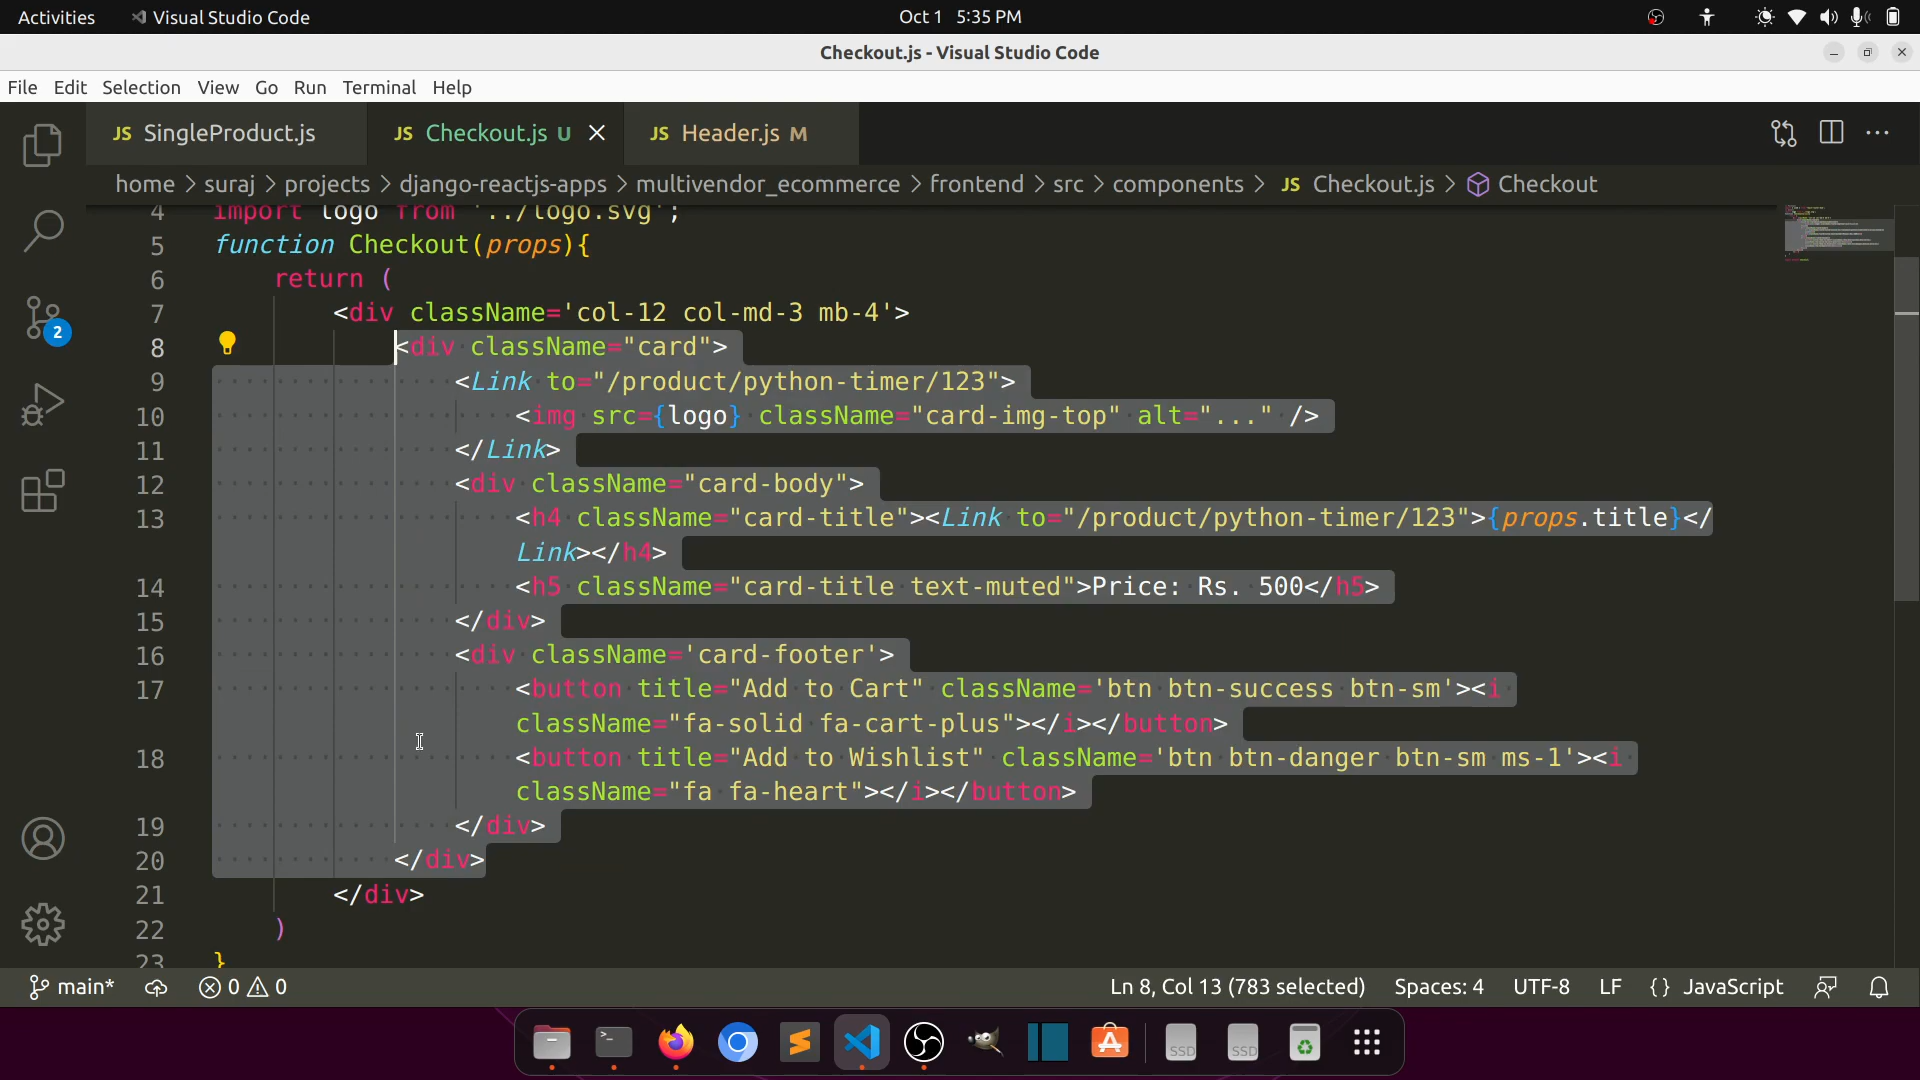 Activities
Visual Studio Code
Oct 1 5:35 PM
Checkout.js - Visual Studio Code
File Edit Selection View Go Run Terminal Help
JS SingleProduct.js
JS Checkout.js U
JS Header.js M
home > suraj > projects > django-reactjs-apps > multivendor_ecommerce > frontend > src > components > JS Checkout.js > Checkout
4 import logo from '../logo.svg';
5 function Checkout(props){
6 return (
7 <div className='col-12 col-md-3 mb-4'>
8 <div className="card">
9 <Link to="/product/python-timer/123">
10 <img src={logo} className="card-img-top" alt="..." />
11 </Link>
12 <div className="card-body">
13 <h4 className="card-title"><Link to="/product/python-timer/123">{props.title}</
Link></h4>
14 <h5 className="card-title text-muted">Price: Rs. 500</h5>
15 </div>
16 <div className='card-footer'>
17 <button title="Add to Cart" className='btn btn-success btn-sm'><i
className="fa-solid fa-cart-plus"></i></button>
18 <button title="Add to Wishlist" className='btn btn-danger btn-sm ms-1'><i
className="fa fa-heart"></i></button>
19 </div>
20 </div>
21 </div>
22 )
23 }
2
main* 0 0
Ln 8, Col 13 (783 selected) Spaces: 4 UTF-8 LF {} JavaScript
SSD
SSD